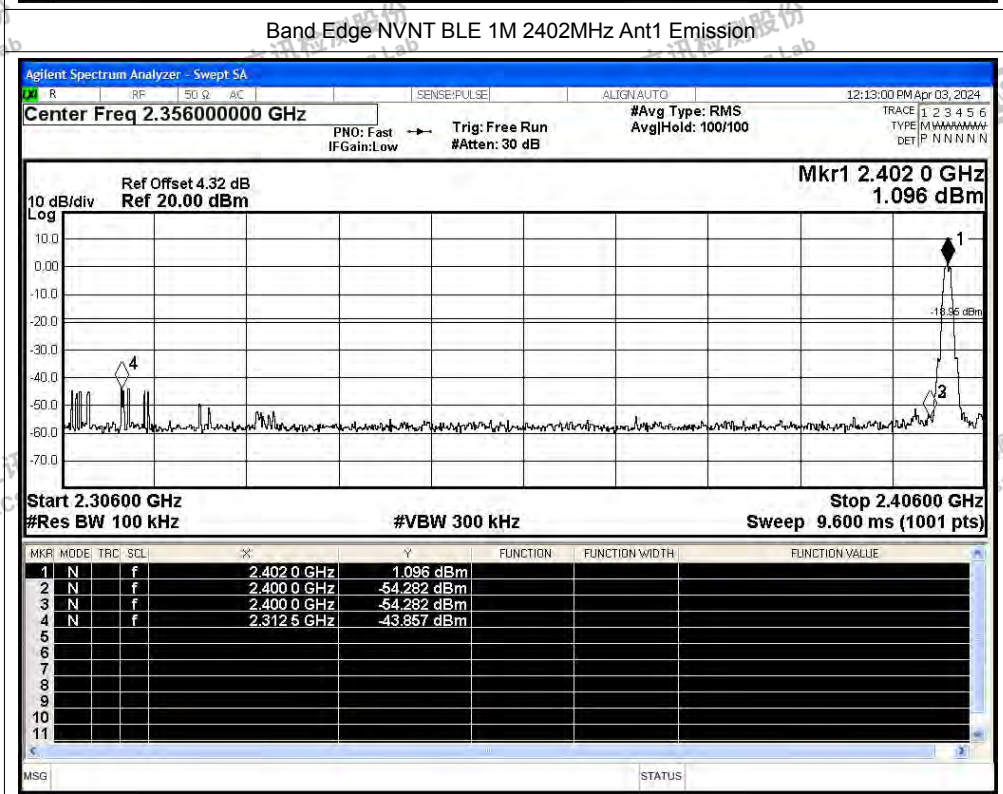 Band Edge NVNT BLE 1M 2402MHz Ant1 Emission
Agilent Spectrum Analyzer - Swept SA
LXI R RF 50 Ω AC SENSE:PULSE ALIGN AUTO 12:13:00 PM Apr 03, 2024
Center Freq 2.356000000 GHz
PNO: Fast
IFGain:Low
Trig: Free Run
#Atten: 30 dB
#Avg Type: RMS
Avg|Hold: 100/100
TRACE 1 2 3 4 5 6
TYPE M WWWWW
DET P N N N N N
Mkr1 2.402 0 GHz
1.096 dBm
Ref Offset 4.32 dB
10 dB/div Ref 20.00 dBm
Log
10.0
0.00
-10.0
-20.0
-30.0
-40.0
-50.0
-60.0
-70.0
1
-18.95 dBm
4
Start 2.30600 GHz Stop 2.40600 GHz
#Res BW 100 kHz #VBW 300 kHz Sweep 9.600 ms (1001 pts)
MKR MODE TRC SCL X Y FUNCTION FUNCTION WIDTH FUNCTION VALUE
1 N f 2.402 0 GHz 1.096 dBm
2 N f 2.400 0 GHz -54.282 dBm
3 N f 2.400 0 GHz -54.282 dBm
4 N f 2.312 5 GHz -43.857 dBm
5
6
7
8
9
10
11
MSG STATUS